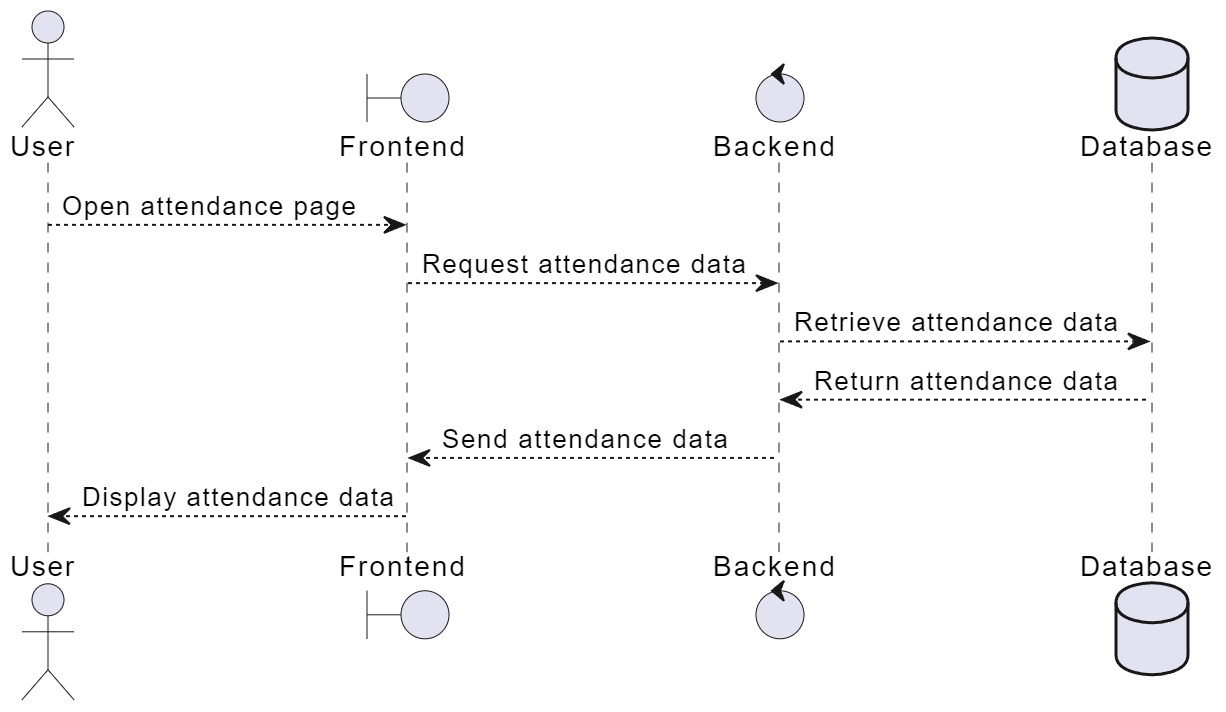 User
Frontend
Backend
Database
Open attendance page
Request attendance data
Retrieve attendance data
Return attendance data
Send attendance data
Display attendance data
User
Frontend
Backend
Database